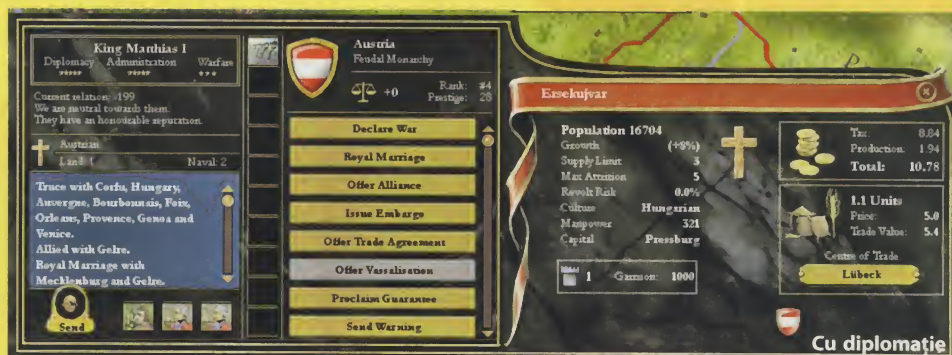 King Matthias I
Diplomacy Administration Warfare
Current relation: +199
We are neutral towards them.
They have an honourable reputation.
Austrian
Land: 1 Naval: 2
Truce with Corfu, Hungary,
Auvergne, Bourbonnais, Foix,
Orleans, Provence, Genoa and
Venice.
Allied with Gelre.
Royal Marriage with
Mecklenburg and Gelre.
Send
Austria
Feudal Monarchy
+0
Rank: #4
Prestige: 28
Declare War
Royal Marriage
Offer Alliance
Issue Embargo
Offer Trade Agreement
Offer Vassalisation
Proclaim Guarantee
Send Warning
Ersekujvar
Population 16704
Growth (+8%)
Supply Limit 3
Max Attrition 5
Revolt Risk 0.0%
Culture Hungarian
Manpower 321
Capital Pressburg
1 Garrison: 1000
Tax: 8.84
Production: 1.94
Total: 10.78
1.1 Units
Price: 5.0
Trade Value: 5.4
Centre of Trade
Lübeck
Cu diplomație